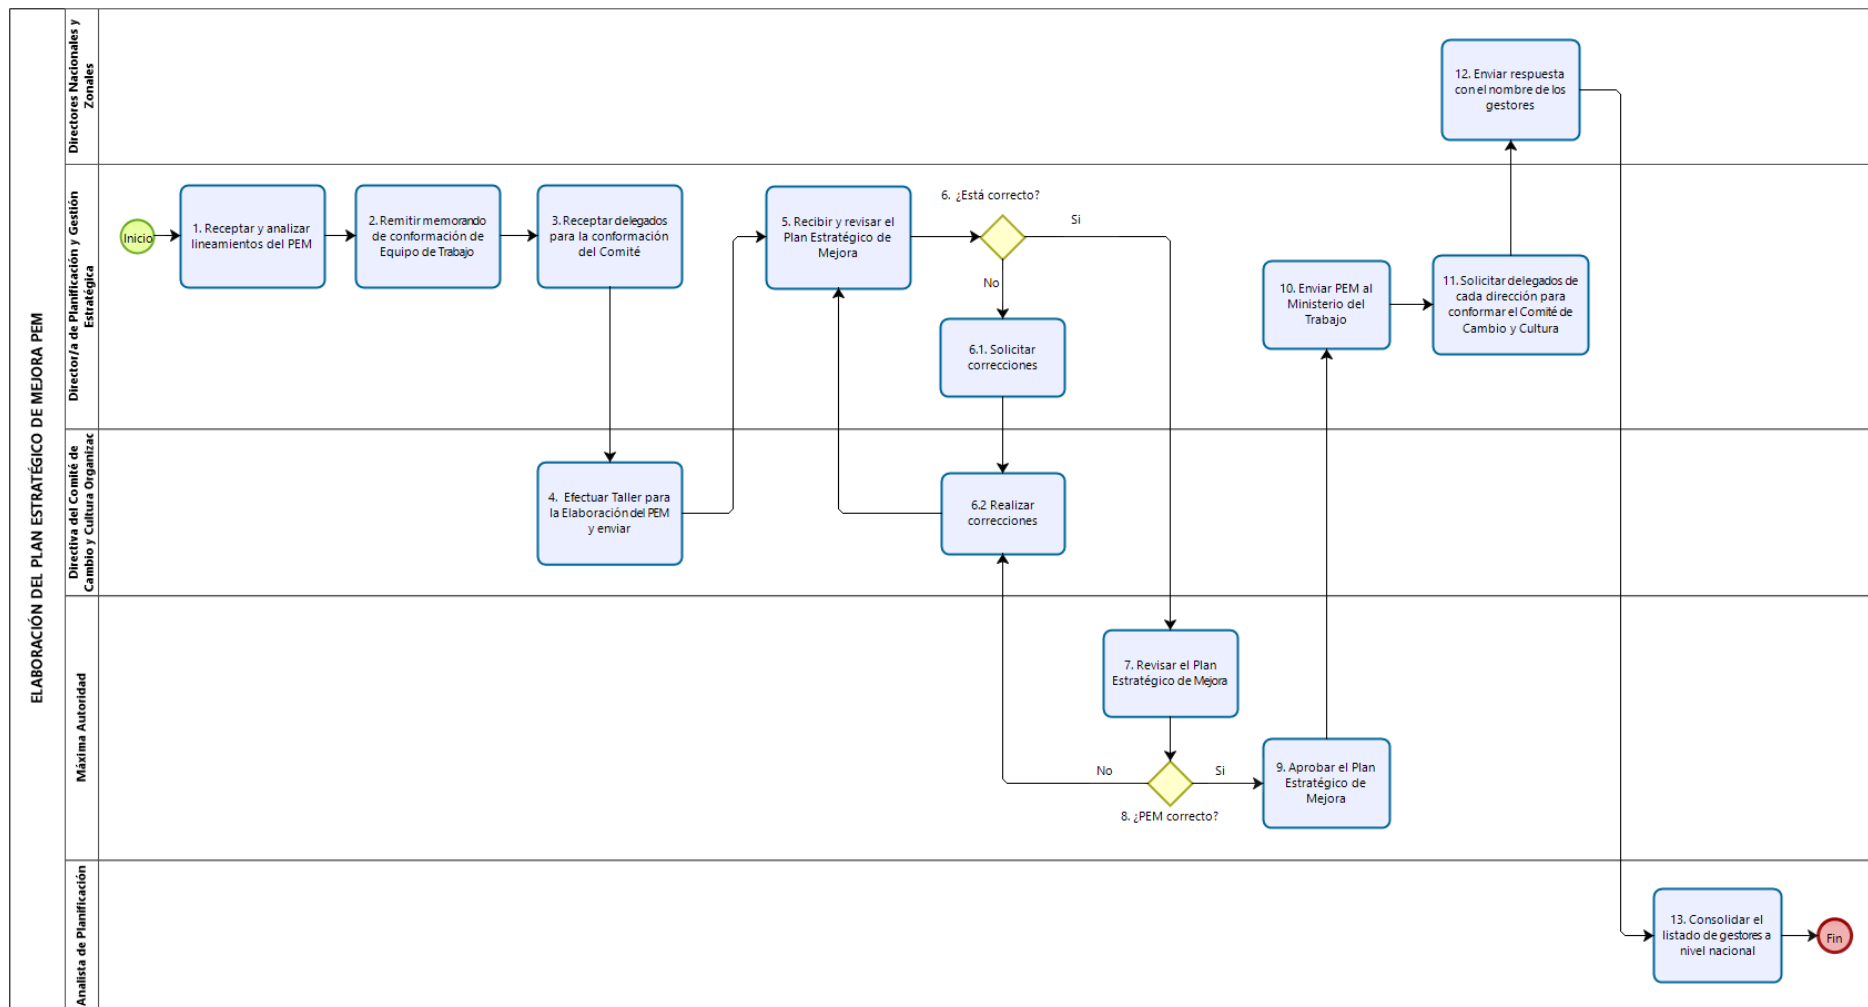 ELABORACIÓN DEL PLAN ESTRATÉGICO DE MEJORA PEM
Directores Nacionales y
Zonales
12. Enviar respuesta
con el nombre de los
gestores
Director/a de Planificación y Gestión
Estratégica
Inicio
1. Receptar y analizar
lineamientos del PEM
2. Remitir memorando
de conformación de
Equipo de Trabajo
3. Receptar delegados
para la conformación
del Comité
5. Recibir y revisar el
Plan Estratégico de
Mejora
6. ¿Está correcto?
Si
No
6.1. Solicitar
correcciones
10. Enviar PEM al
Ministerio del
Trabajo
11. Solicitar delegados de
cada dirección para
conformar el Comité de
Cambio y Cultura
Directiva del Comité de
Cambio y Cultura Organizac
4. Efectuar Taller para
la Elaboración del PEM
y enviar
6.2 Realizar
correcciones
Máxima Autoridad
7. Revisar el Plan
Estratégico de Mejora
No
Si
8. ¿PEM correcto?
9. Aprobar el Plan
Estratégico de
Mejora
Analista de Planificación
13. Consolidar el
listado de gestores a
nivel nacional
Fin